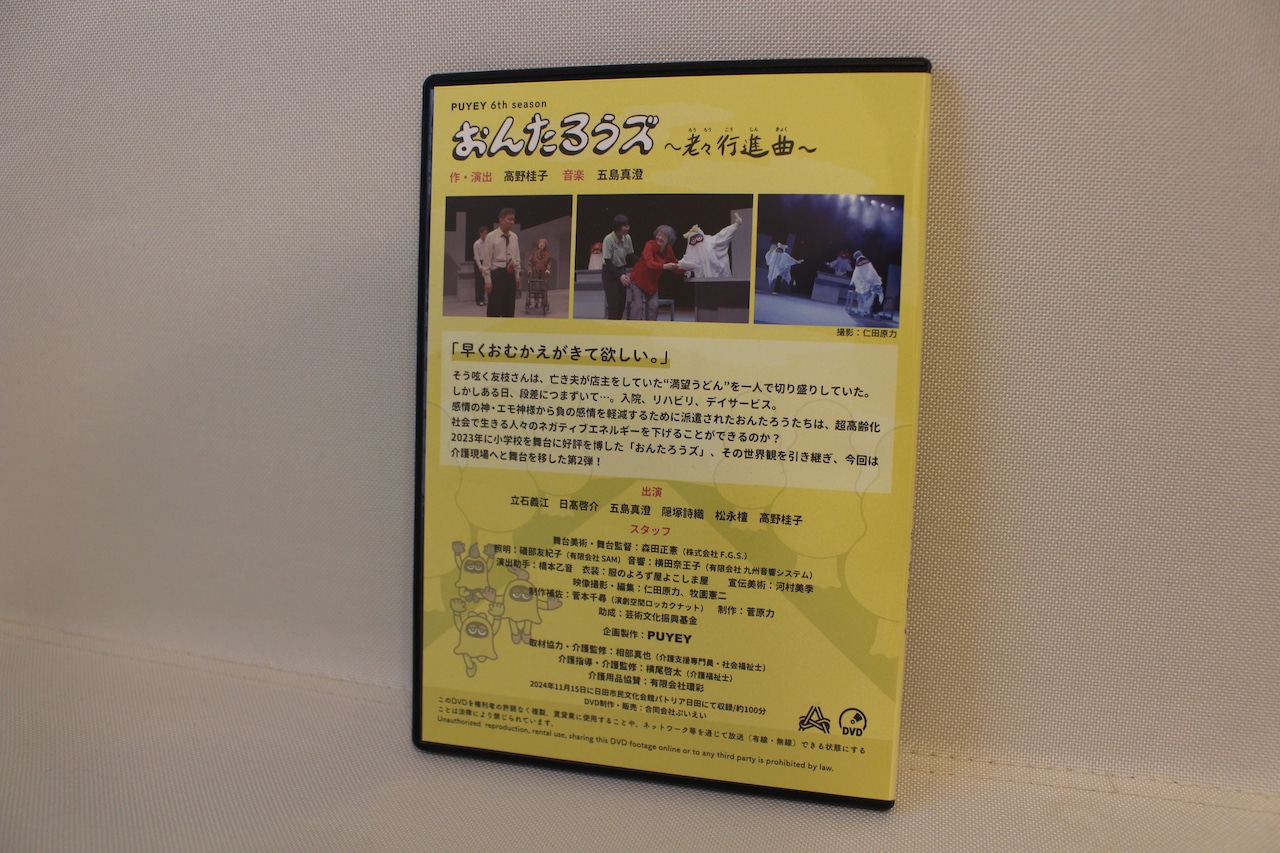 PUYEY 6th season
おんたろうズ ～老々行進曲～
ろうろう こう しん きょく
作・演出 高野桂子 音楽 五島真澄
撮影：仁田原力
「早くおむかえがきて欲しい。」
そう呟く友枝さんは、亡き夫が店主をしていた“満望うどん”を一人で切り盛りしていた。
しかしある日、段差につまずいて…。入院、リハビリ、デイサービス。
感情の神・エモ神様から負の感情を軽減するために派遣されたおんたろうたちは、超高齢化
社会で生きる人々のネガティブエネルギーを下げることができるのか？
2023年に小学校を舞台に好評を博した「おんたろうズ」、その世界観を引き継ぎ、今回は
介護現場へと舞台を移した第2弾！
出演
立石義江 日髙啓介 五島真澄 隠塚詩織 松永檀 高野桂子
スタッフ
舞台美術・舞台監督：森田正憲（株式会社 F.G.S.）
照明：礒部友紀子（有限会社 SAM） 音響：横田奈王子（有限会社 九州音響システム）
演出助手：橋本乙音 衣装：服のよろず屋よこしま屋 宣伝美術：河村美季
映像撮影・編集：仁田原力、牧園憲二
制作補佐：菅本千尋（演劇空間ロッカクナット） 制作：菅原力
助成：芸術文化振興基金
企画製作：PUYEY
取材協力・介護監修：相部真也（介護支援専門員・社会福祉士）
介護指導・介護監修：横尾啓太（介護福祉士）
介護用品協賛：有限会社環彩
2024年11月15日に日田市民文化会館パトリア日田にて収録/約100分
DVD制作・販売：合同会社ぷいえい
このDVDを権利者の許諾なく複製、賃貸業に使用することや、ネットワーク等を通じて放送（有線・無線）できる状態にする
ことは法律により禁じられています。
Unauthorized reproduction, rental use, sharing this DVD footage online or to any third party is prohibited by law.
DVD